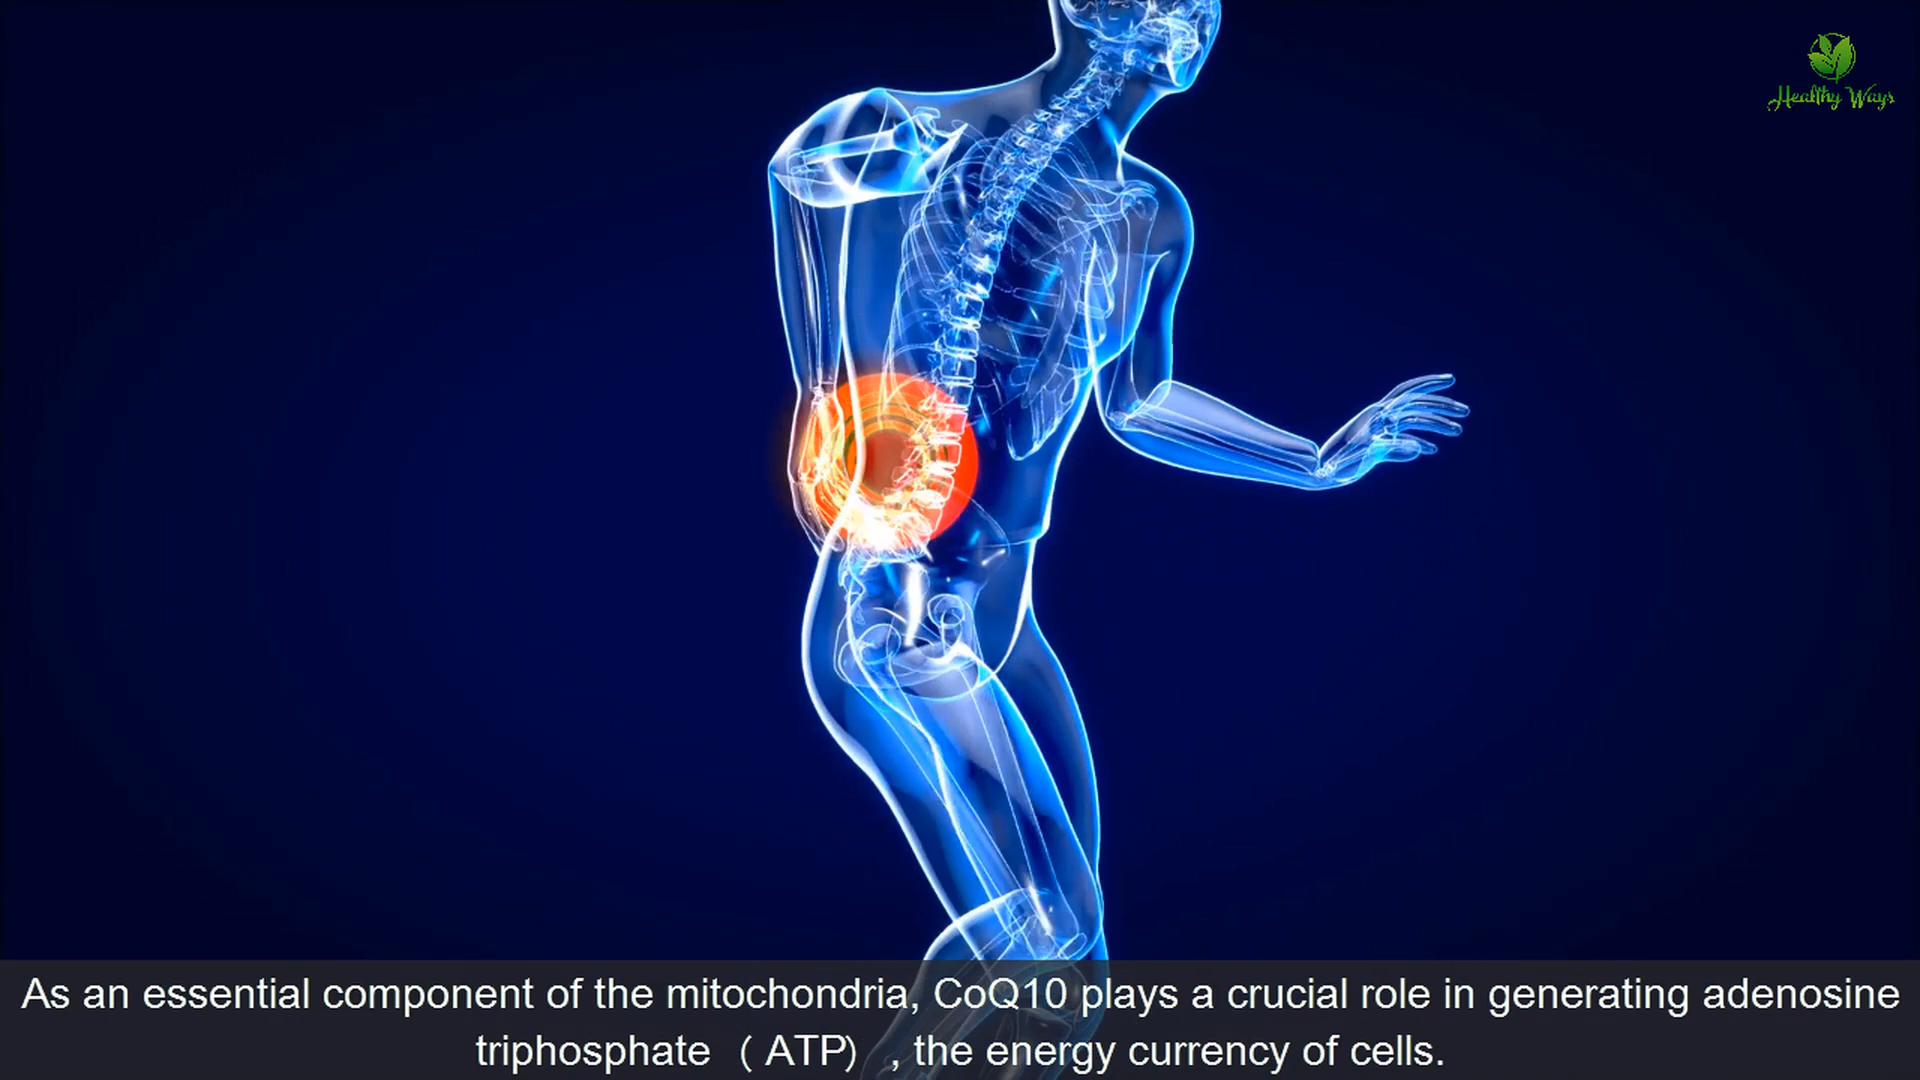 Healthy Ways
As an essential component of the mitochondria, CoQ10 plays a crucial role in generating adenosine
triphosphate （ATP） , the energy currency of cells.